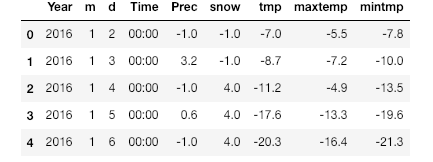 Year m d Time Prec snow tmp maxtemp mintmp
0 2016 1 2 00:00 -1.0 -1.0 -7.0 -5.5 -7.8
1 2016 1 3 00:00 3.2 -1.0 -8.7 -7.2 -10.0
2 2016 1 4 00:00 -1.0 4.0 -11.2 -4.9 -13.5
3 2016 1 5 00:00 0.6 4.0 -17.6 -13.3 -19.6
4 2016 1 6 00:00 -1.0 4.0 -20.3 -16.4 -21.3